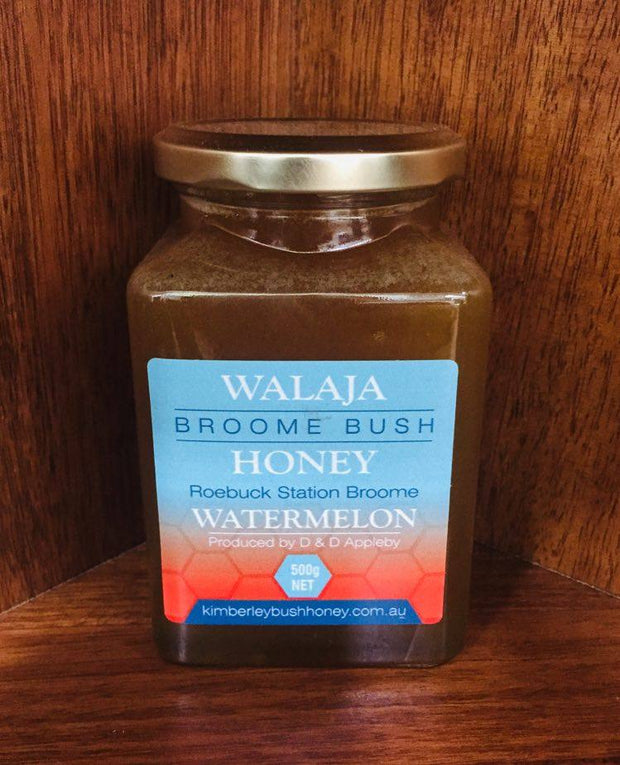 WALAJA
BROOME BUSH
HONEY
Roebuck Station Broome
WATERMELON
Produced by D & D Appleby
500g
NET
kimberleybushhoney.com.au